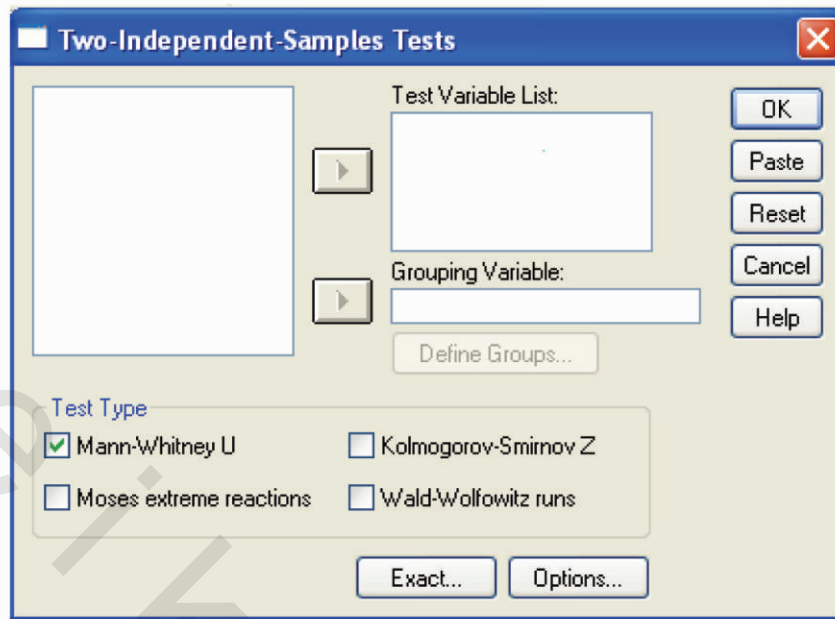 Two-Independent-Samples Tests
Test Variable List:
OK
Paste
Reset
Grouping Variable:
Cancel
Help
Define Groups...
Test Type
Mann-Whitney U
Kolmogorov-Smirnov Z
Moses extreme reactions
Wald-Wolfowitz runs
Exact...
Options...